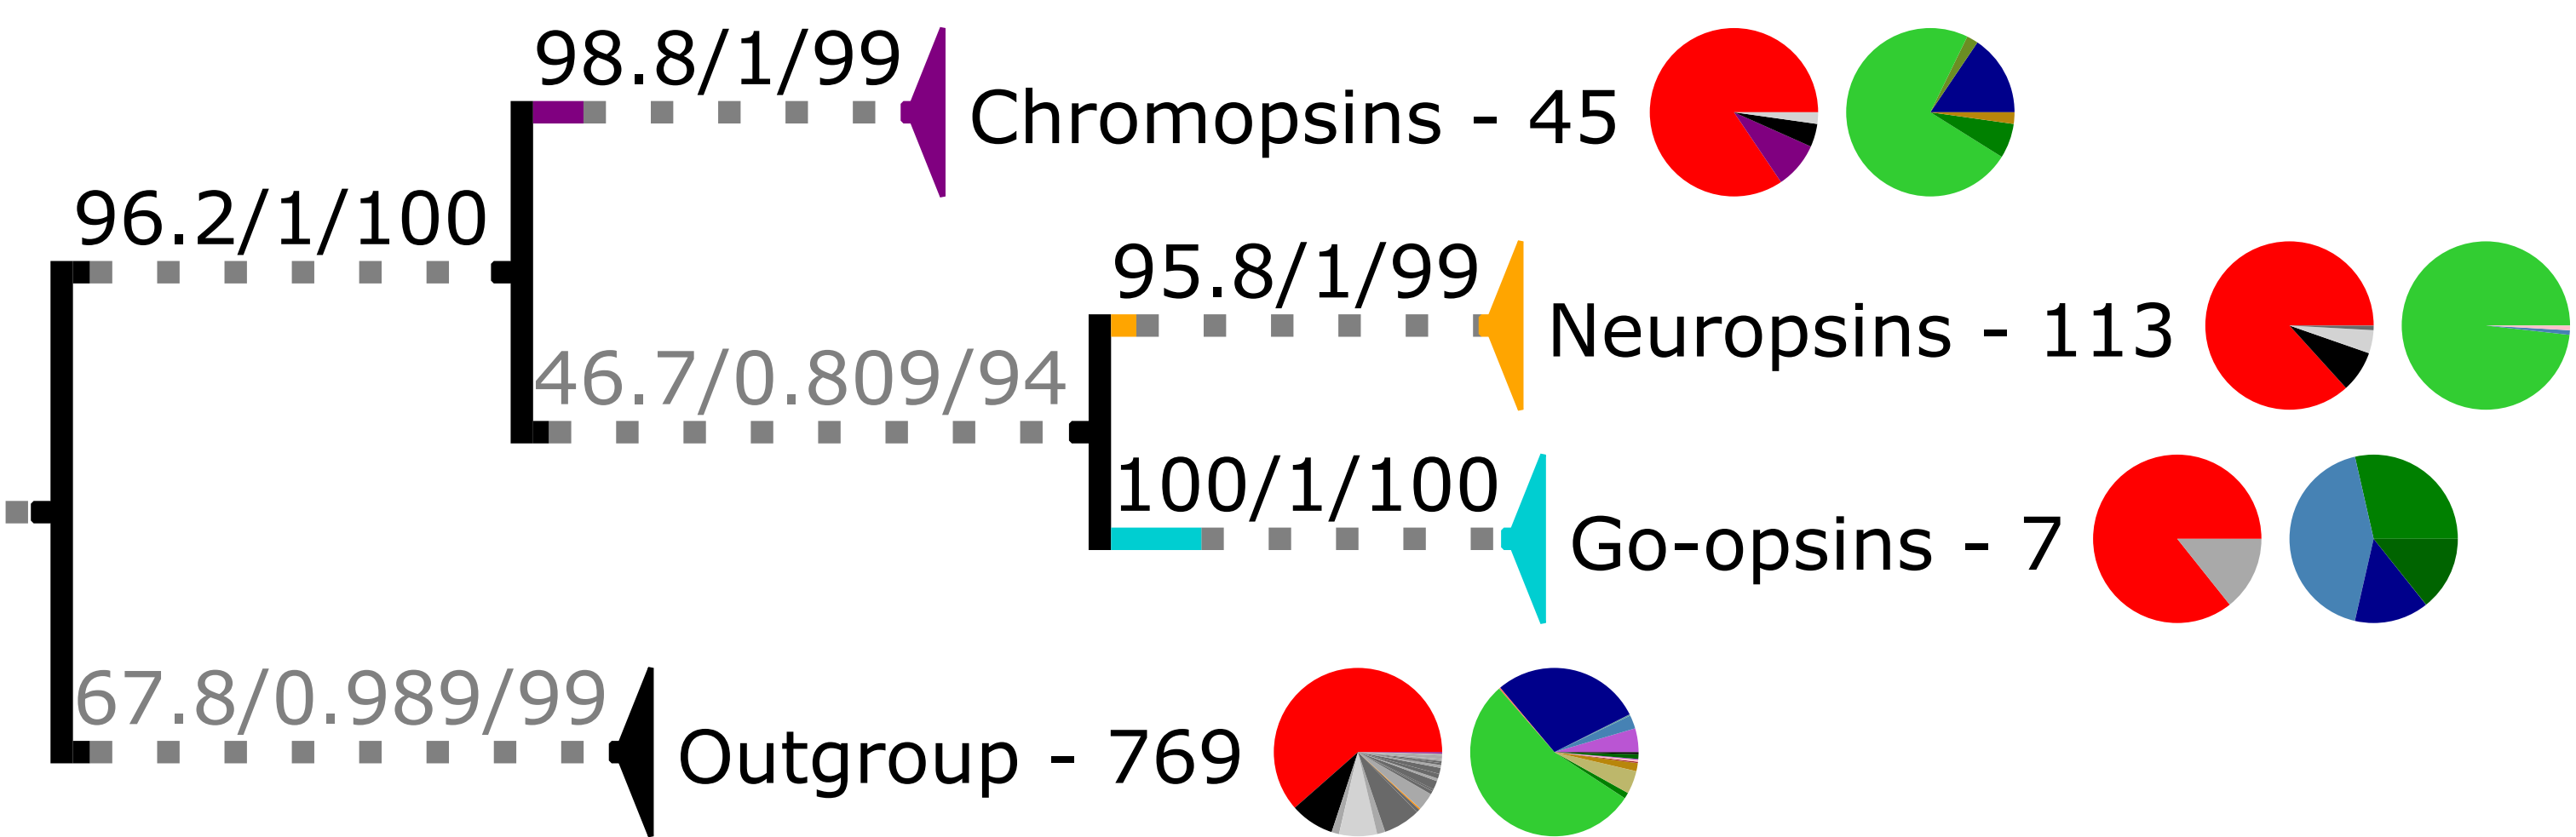 98.8/1/99
Chromopsins - 45
96.2/1/100
95.8/1/99
Neuropsins - 113
46.7/0.809/94
100/1/100
Go-opsins - 7
67.8/0.989/99
Outgroup - 769